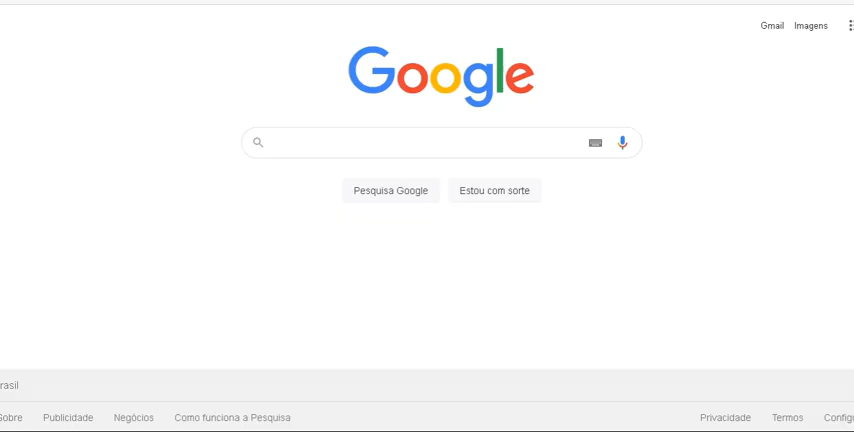 Gmail Imagens
Google
Pesquisa Google Estou com sorte
rasil
Sobre Publicidade Negócios Como funciona a Pesquisa Privacidade Termos Config